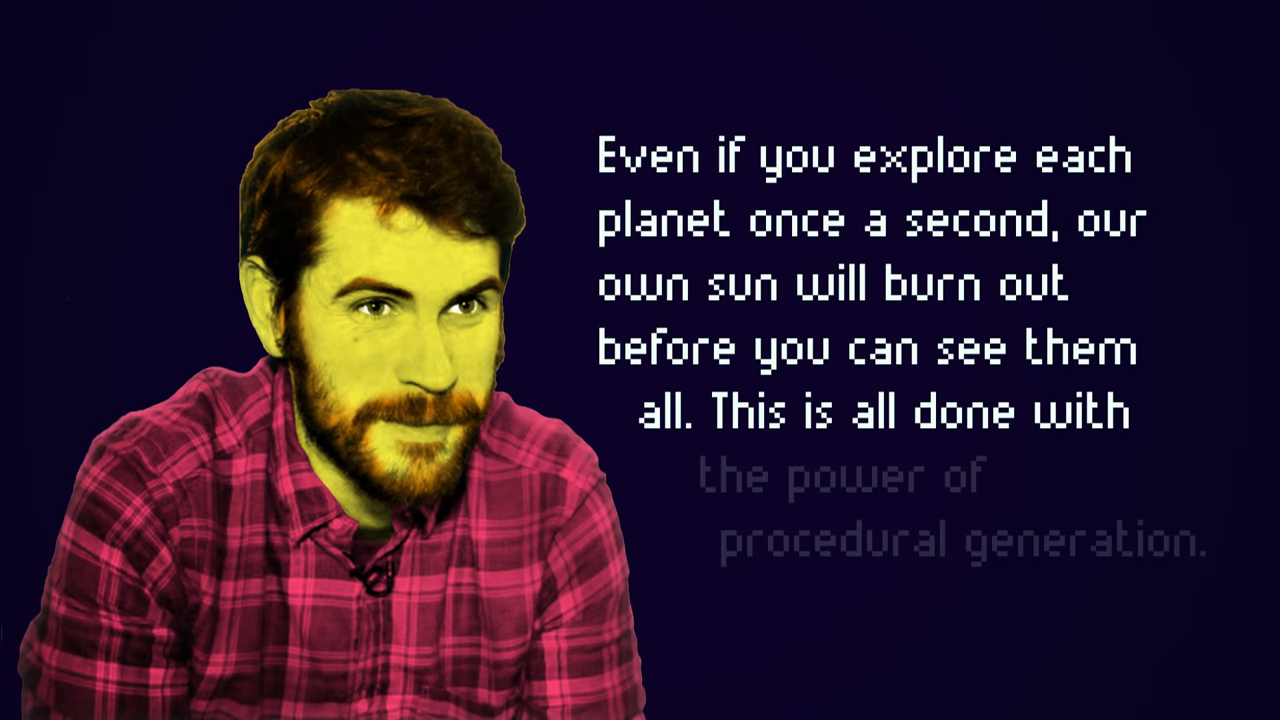 Even if you explore each
planet once a second, our
own sun will burn out
before you can see them
all. This is all done with
the power of
procedural generation.